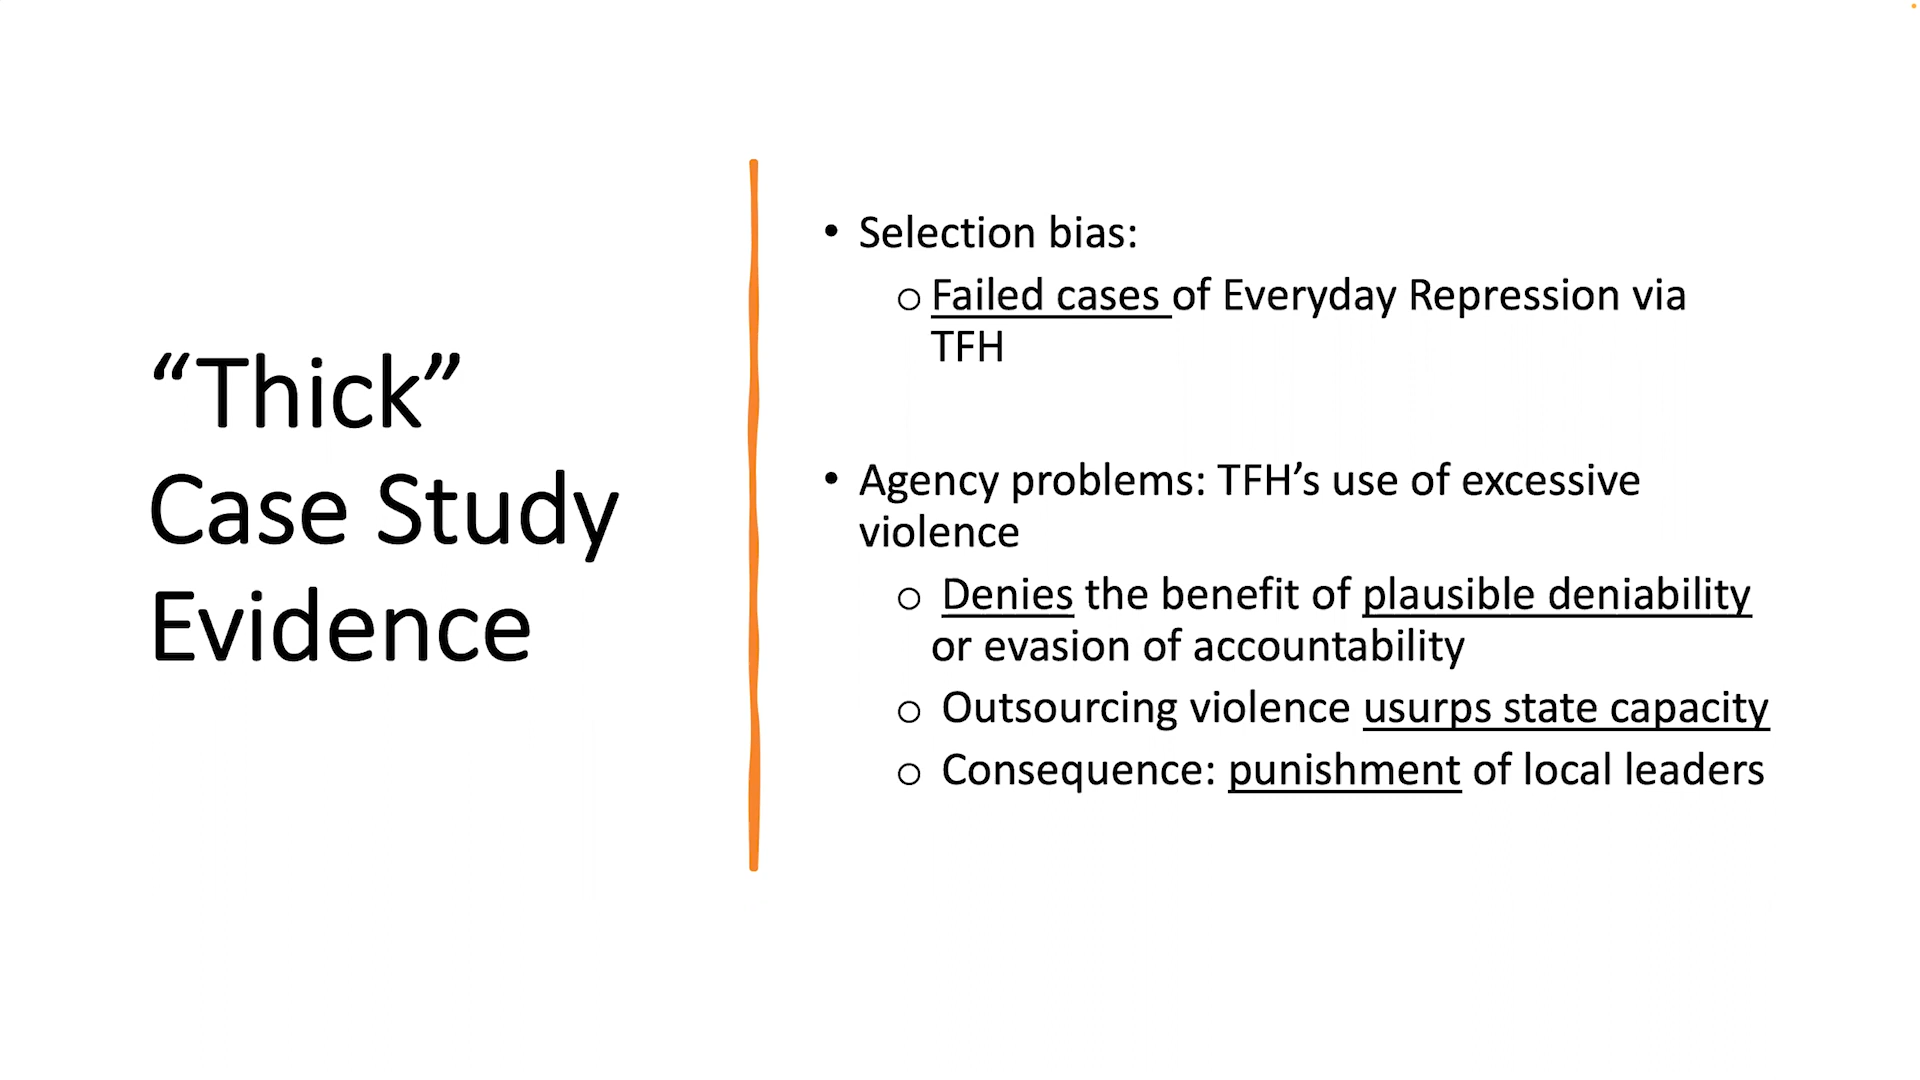 “Thick”
Case Study
Evidence
• Selection bias:
o Failed cases of Everyday Repression via
TFH
• Agency problems: TFH’s use of excessive
violence
o Denies the benefit of plausible deniability
or evasion of accountability
o Outsourcing violence usurps state capacity
o Consequence: punishment of local leaders